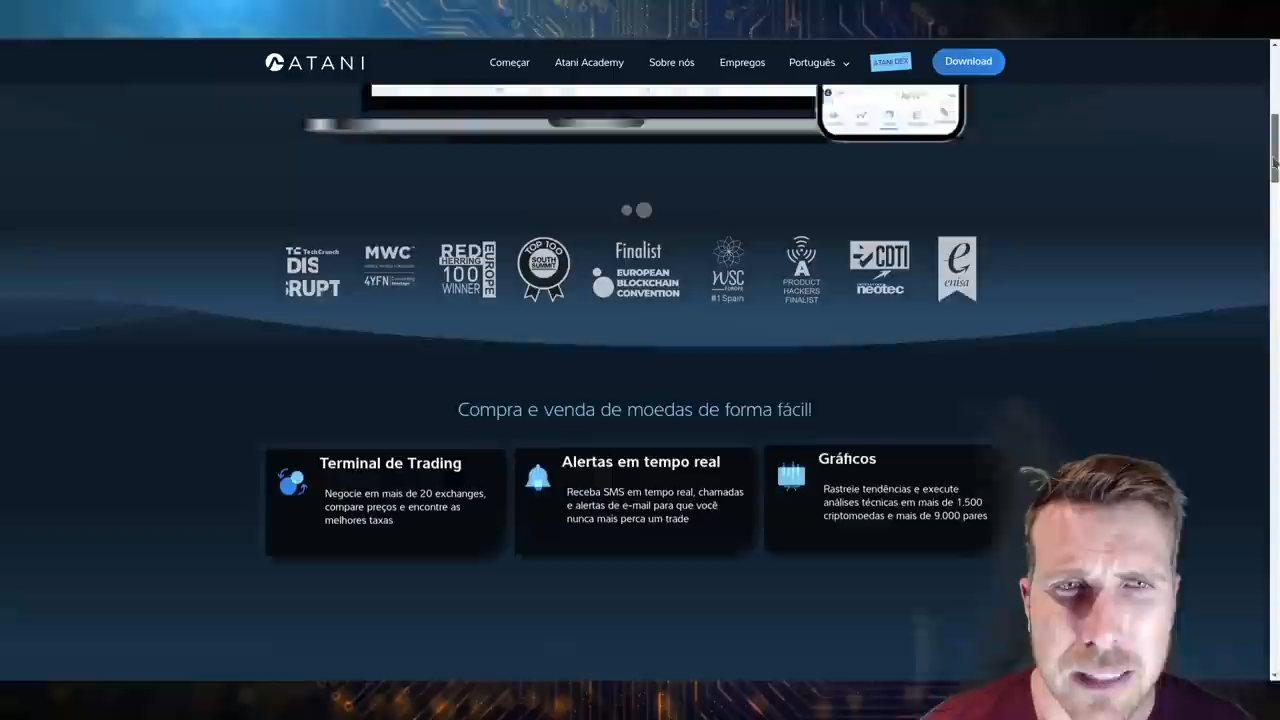 ATANI
Começar
Atani Academy
Sobre nós
Empregos
Português
ATANI DEX
Download
TC TechCrunch
DIS
RUPT
MWC
4YFN
RED
HERRING
100
WINNER
EUROPE
TOP 100
SOUTH
SUMMIT
Finalist
EUROPEAN
BLOCKCHAIN
CONVENTION
WSC
EUROPE
#1 Spain
PRODUCT
HACKERS
FINALIST
CDTI
neotec
e
enisa
Compra e venda de moedas de forma fácil!
Terminal de Trading
Negocie em mais de 20 exchanges,
compare preços e encontre as
melhores taxas
Alertas em tempo real
Receba SMS em tempo real, chamadas
e alertas de e-mail para que você
nunca mais perca um trade
Gráficos
Rastreie tendências e execute
análises técnicas em mais de 1.500
criptomoedas e mais de 9.000 pares